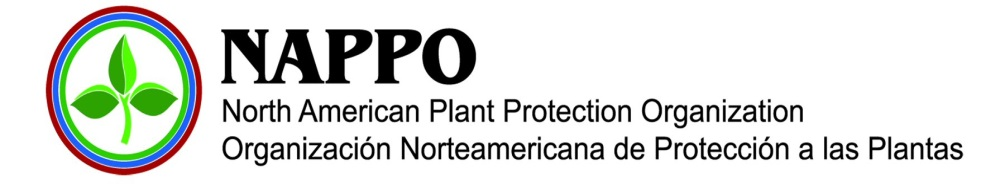 NAPPO
North American Plant Protection Organization
Organización Norteamericana de Protección a las Plantas